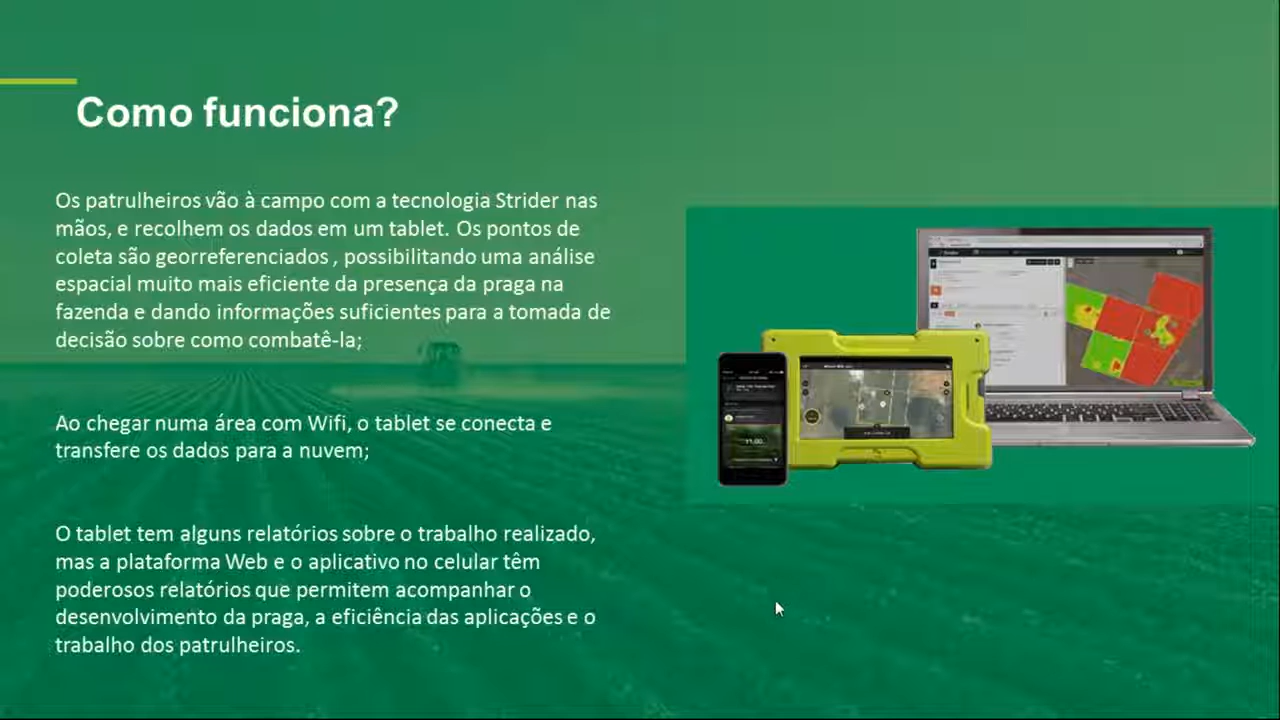 Como funciona?
Os patrulheiros vão à campo com a tecnologia Strider nas
mãos, e recolhem os dados em um tablet. Os pontos de
coleta são georreferenciados , possibilitando uma análise
espacial muito mais eficiente da presença da praga na
fazenda e dando informações suficientes para a tomada de
decisão sobre como combatê-la;
Ao chegar numa área com Wifi, o tablet se conecta e
transfere os dados para a nuvem;
O tablet tem alguns relatórios sobre o trabalho realizado,
mas a plataforma Web e o aplicativo no celular têm
poderosos relatórios que permitem acompanhar o
desenvolvimento da praga, a eficiência das aplicações e o
trabalho dos patrulheiros.